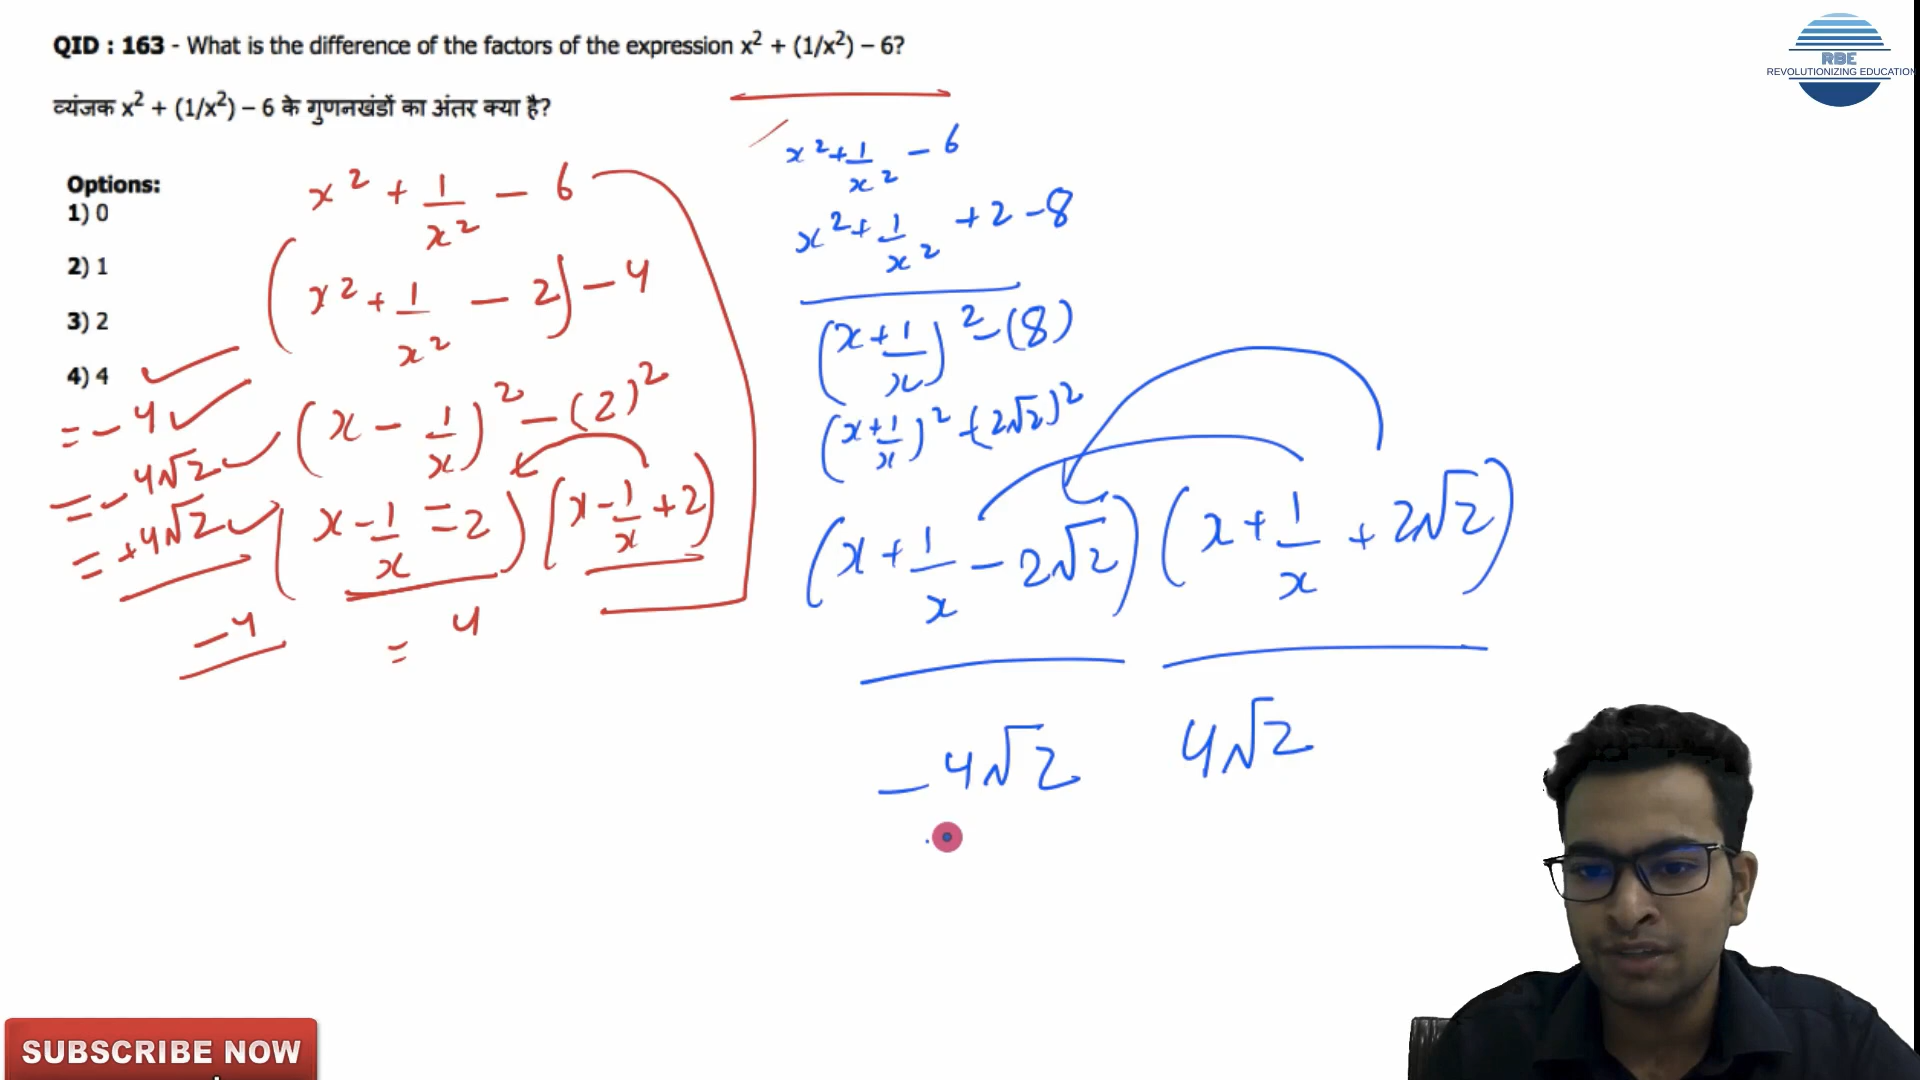 QID : 163 - What is the difference of the factors of the expression x² + (1/x²) – 6?
व्यंजक x² + (1/x²) – 6 के गुणनखंडों का अंतर क्या है?
Options:
1) 0
2) 1
3) 2
4) 4
= - 4
= - 4√2
= + 4√2
- 4
x² + 1/x² - 6
(x² + 1/x² - 2) - 4
(x - 1/x)² - (2)²
(x - 1/x - 2) (x - 1/x + 2)
= 4
x² + 1/x² - 6
x² + 1/x² + 2 - 8
(x + 1/x)² - (8)
(x + 1/x)² - (2√2)²
(x + 1/x - 2√2) (x + 1/x + 2√2)
- 4√2 4√2
RBE
REVOLUTIONIZING EDUCATION
SUBSCRIBE NOW